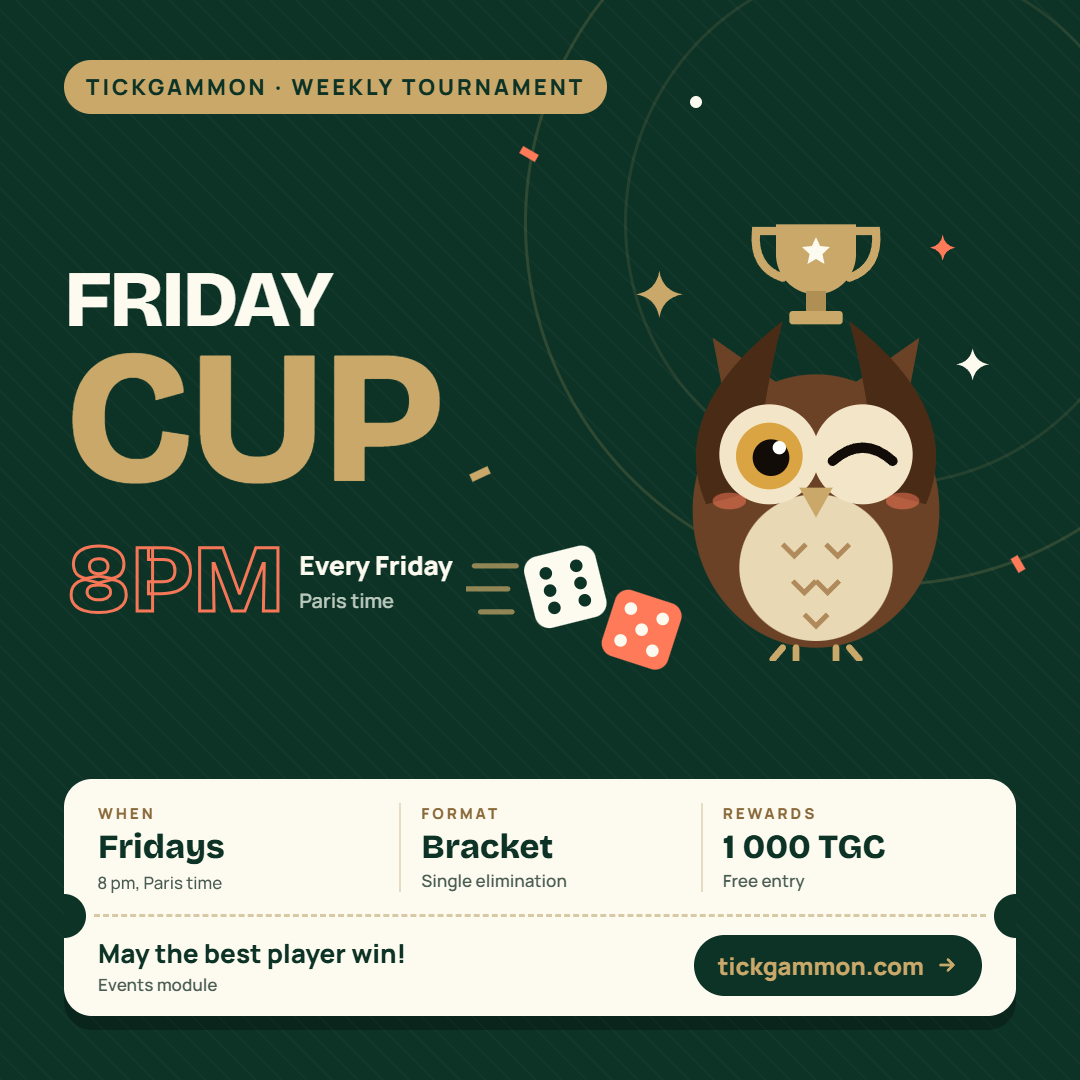 TICKGAMMON · WEEKLY TOURNAMENT
FRIDAY
CUP
8PM
Every Friday
Paris time
WHEN
Fridays
8 pm, Paris time
FORMAT
Bracket
Single elimination
REWARDS
1 000 TGC
Free entry
May the best player win!
Events module
tickgammon.com →